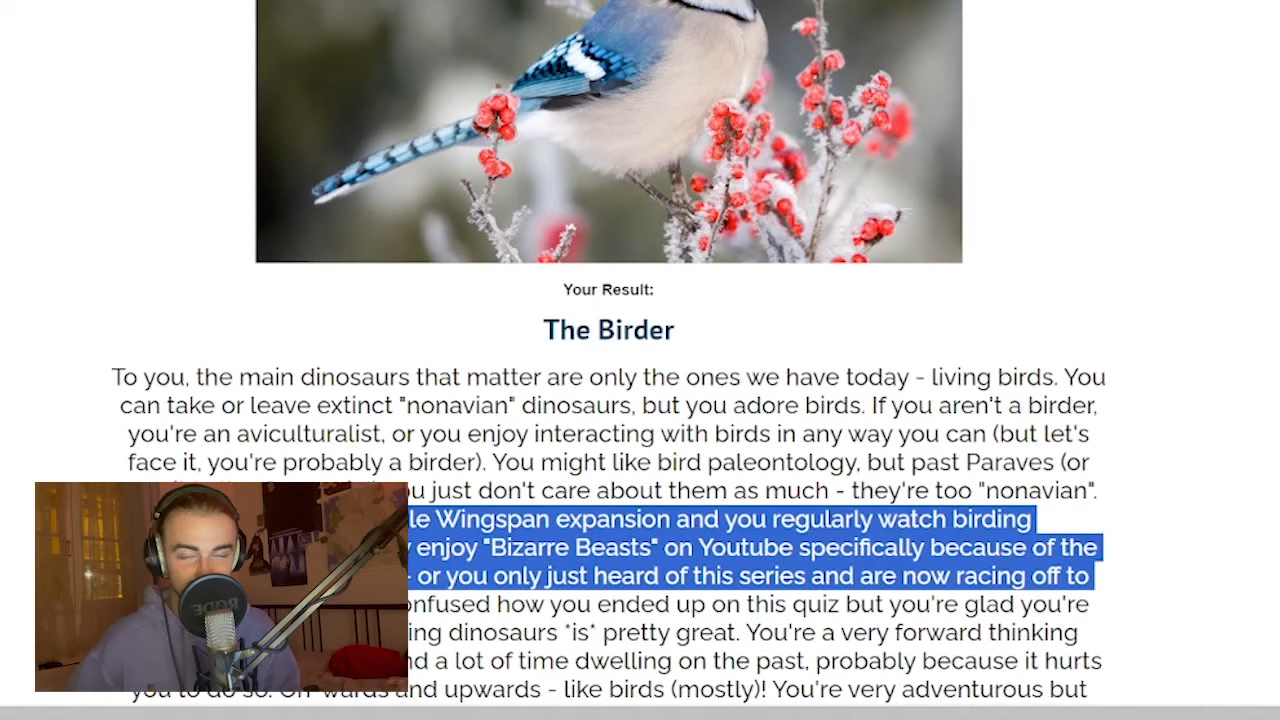 Your Result:
The Birder
To you, the main dinosaurs that matter are only the ones we have today - living birds. You
can take or leave extinct "nonavian" dinosaurs, but you adore birds. If you aren't a birder,
you're an aviculturalist, or you enjoy interacting with birds in any way you can (but let's
face it, you're probably a birder). You might like bird paleontology, but past Paraves (or
just don't care about them as much - they're too "nonavian".
Wingspan expansion and you regularly watch birding
enjoy "Bizarre Beasts" on Youtube specifically because of the
- or you only just heard of this series and are now racing off to
how you ended up on this quiz but you're glad you're
dinosaurs *is* pretty great. You're a very forward thinking
a lot of time dwelling on the past, probably because it hurts
and upwards - like birds (mostly)! You're very adventurous but
RODE